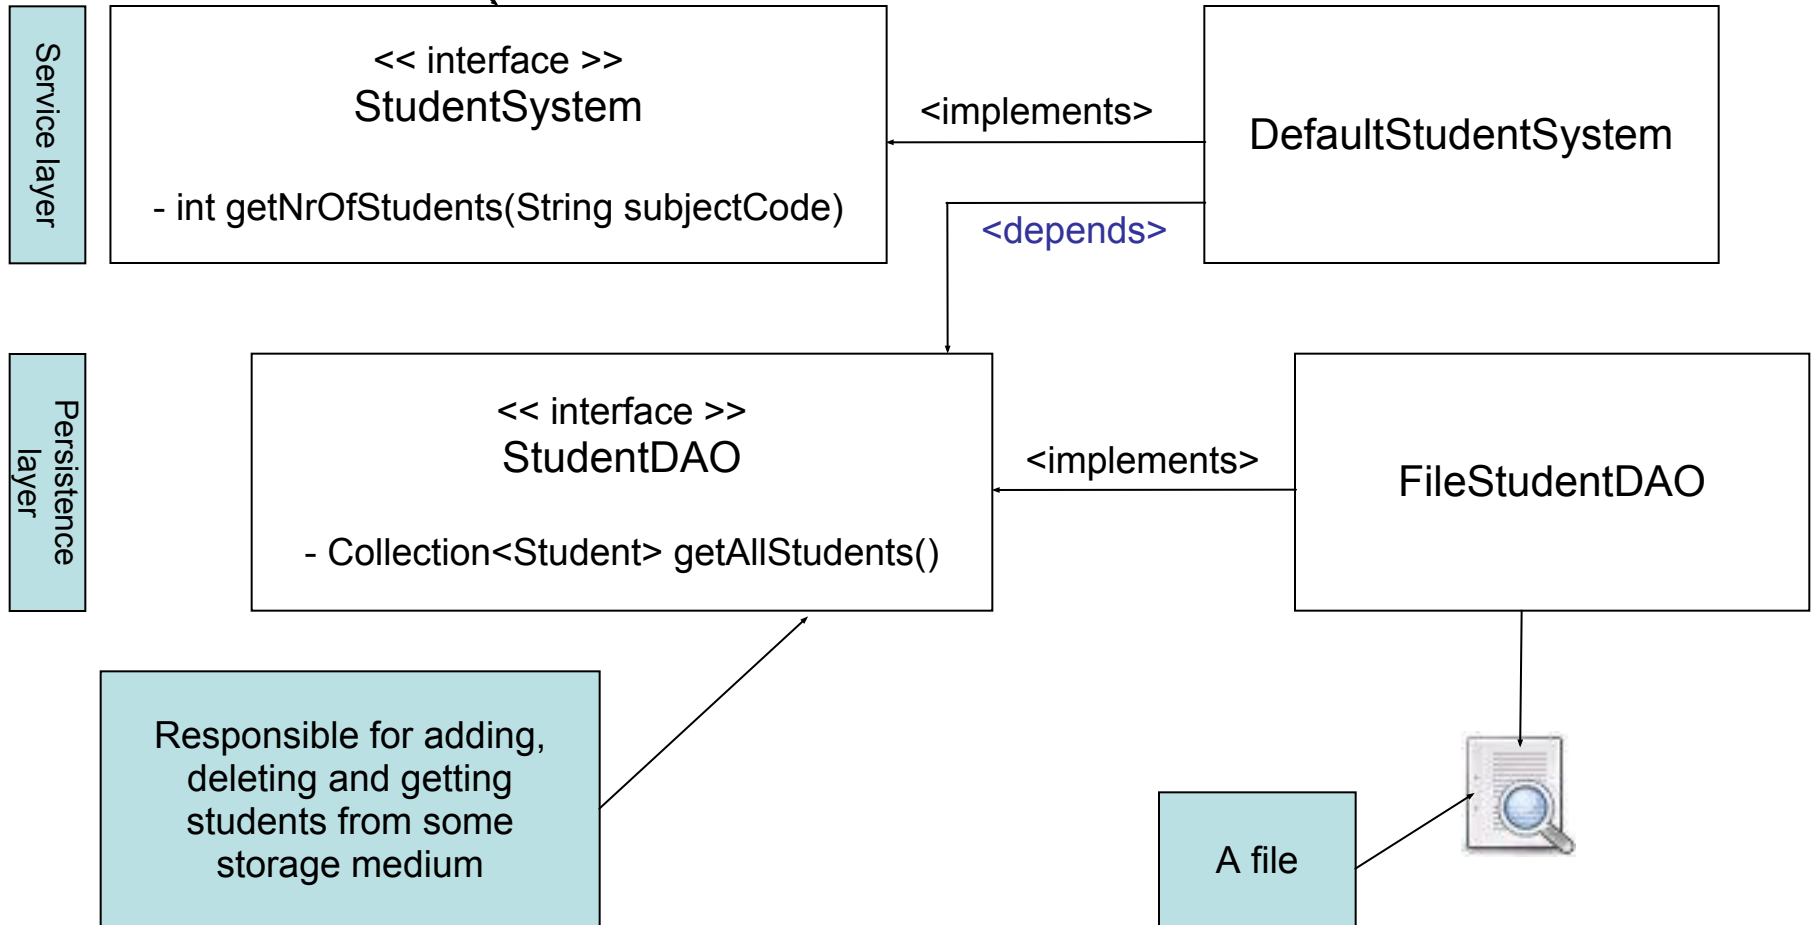 Service layer
<< interface >>
StudentSystem
- int getNrOfStudents(String subjectCode)
<implements>
<depends>
DefaultStudentSystem
Persistence
layer
<< interface >>
StudentDAO
- Collection<Student> getAllStudents()
<implements>
FileStudentDAO
Responsible for adding,
deleting and getting
students from some
storage medium
A file